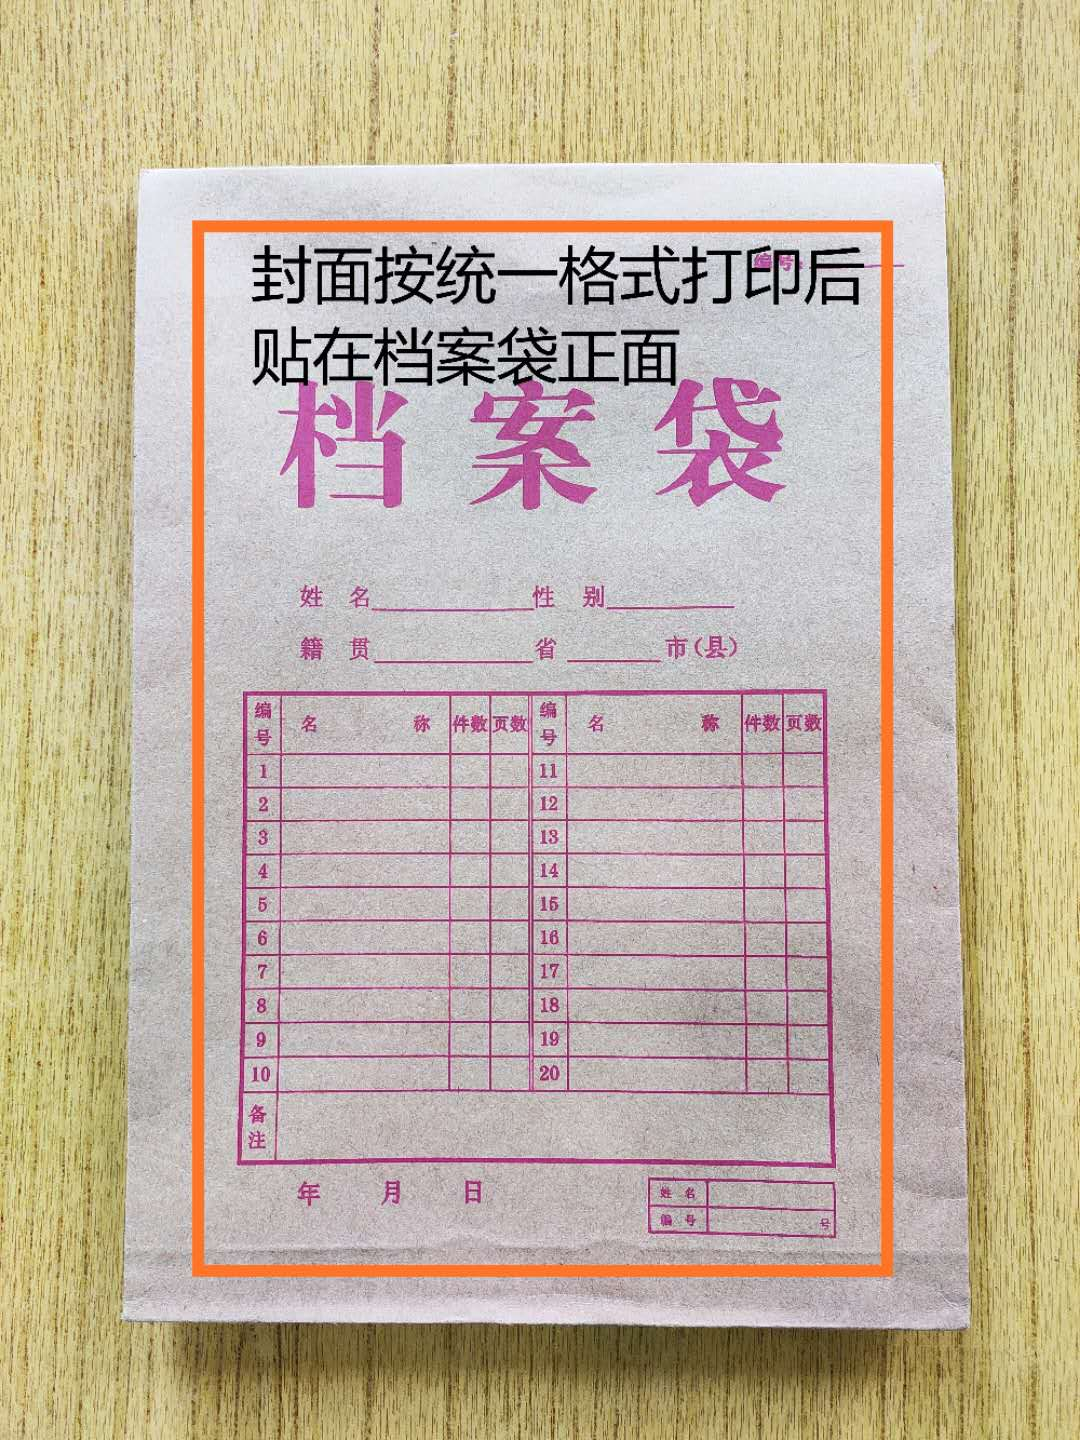 封面按统一格式打印后
编号:
贴在档案袋正面
档案袋
姓 名 性 别
籍 贯 省 市(县)
编号 名 称 件数 页数 编号 名 称 件数 页数
1 11
2 12
3 13
4 14
5 15
6 16
7 17
8 18
9 19
10 20
备注
年 月 日
姓 名
编 号 号